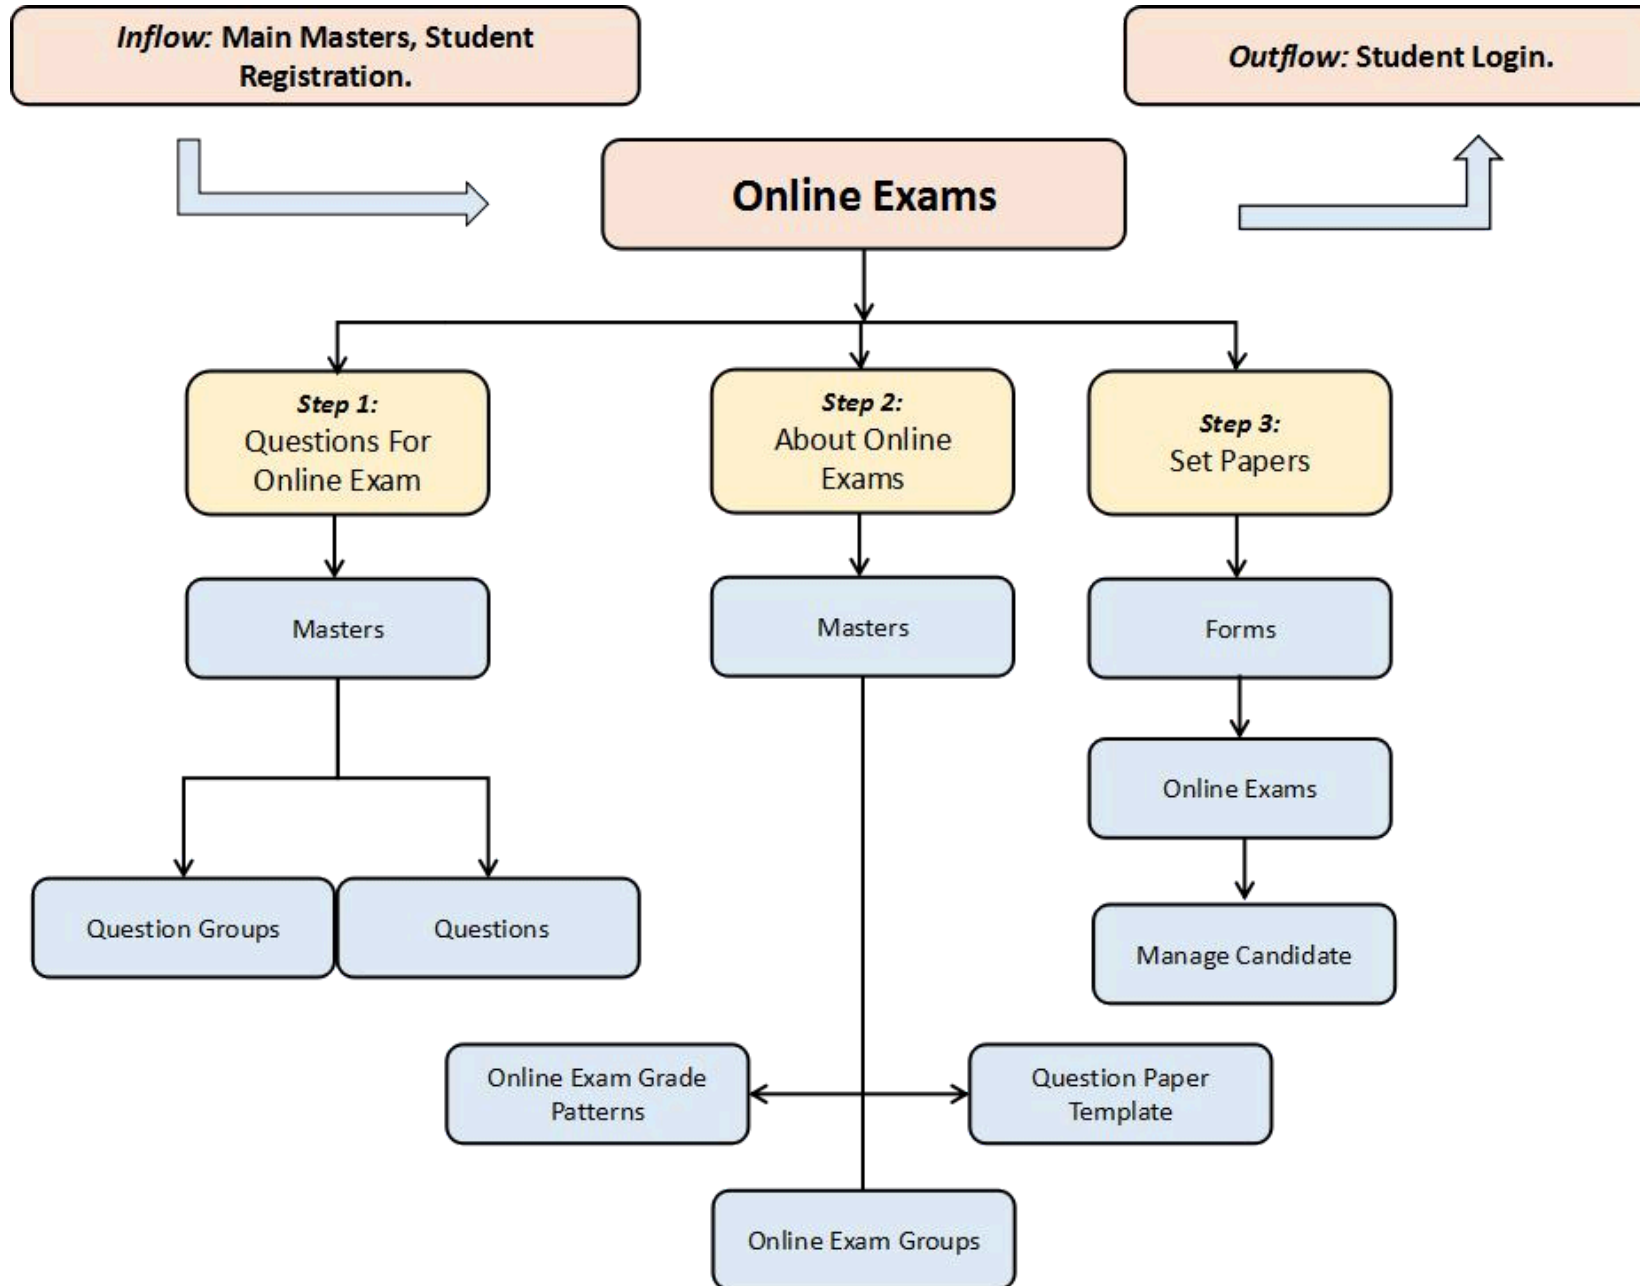 Inflow: Main Masters, Student
Registration.
Outflow: Student Login.
Online Exams
Step 1:
Questions For
Online Exam
Step 2:
About Online
Exams
Step 3:
Set Papers
Masters
Masters
Forms
Online Exams
Question Groups
Questions
Manage Candidate
Online Exam Grade
Patterns
Question Paper
Template
Online Exam Groups